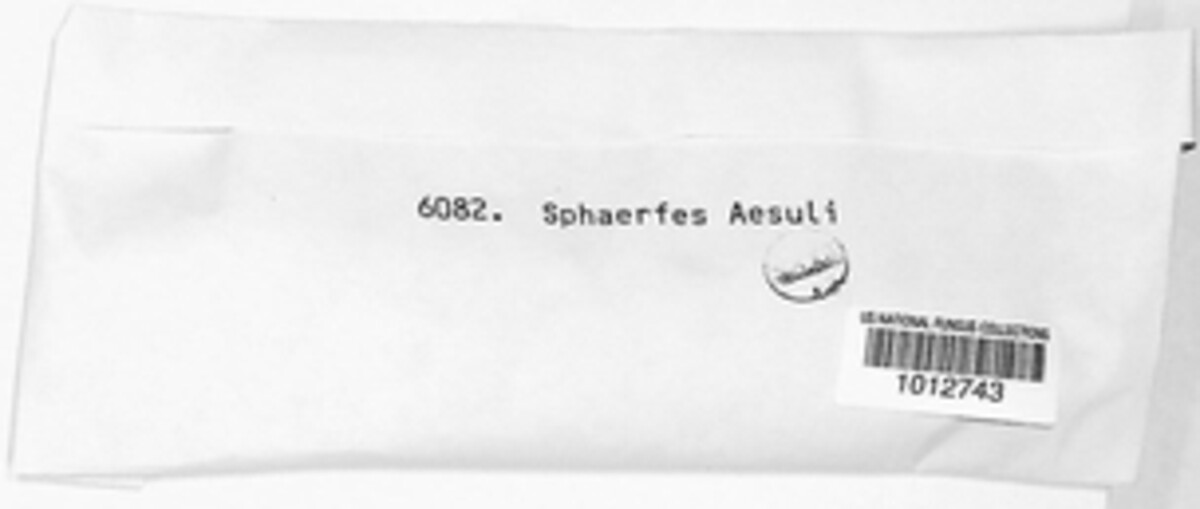 6082. Sphaerfes Aesuli
US NATIONAL FUNGUS COLLECTIONS
1012743